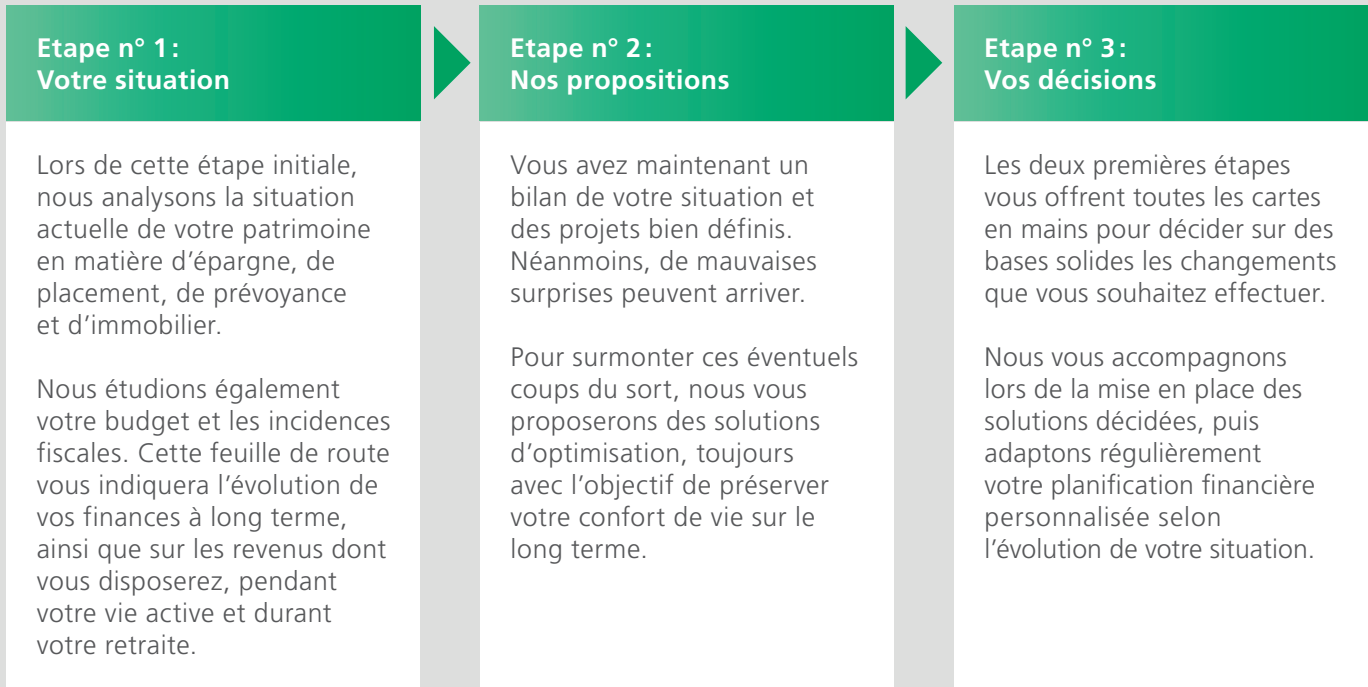 Etape n° 1 :
Votre situation
Lors de cette étape initiale,
nous analysons la situation
actuelle de votre patrimoine
en matière d’épargne, de
placement, de prévoyance
et d’immobilier.
Nous étudions également
votre budget et les incidences
fiscales. Cette feuille de route
vous indiquera l’évolution de
vos finances à long terme,
ainsi que sur les revenus dont
vous disposerez, pendant
votre vie active et durant
votre retraite.
Etape n° 2 :
Nos propositions
Vous avez maintenant un
bilan de votre situation et
des projets bien définis.
Néanmoins, de mauvaises
surprises peuvent arriver.
Pour surmonter ces éventuels
coups du sort, nous vous
proposerons des solutions
d’optimisation, toujours
avec l’objectif de préserver
votre confort de vie sur le
long terme.
Etape n° 3 :
Vos décisions
Les deux premières étapes
vous offrent toutes les cartes
en mains pour décider sur des
bases solides les changements
que vous souhaitez effectuer.
Nous vous accompagnons
lors de la mise en place des
solutions décidées, puis
adaptons régulièrement
votre planification financière
personnalisée selon
l’évolution de votre situation.